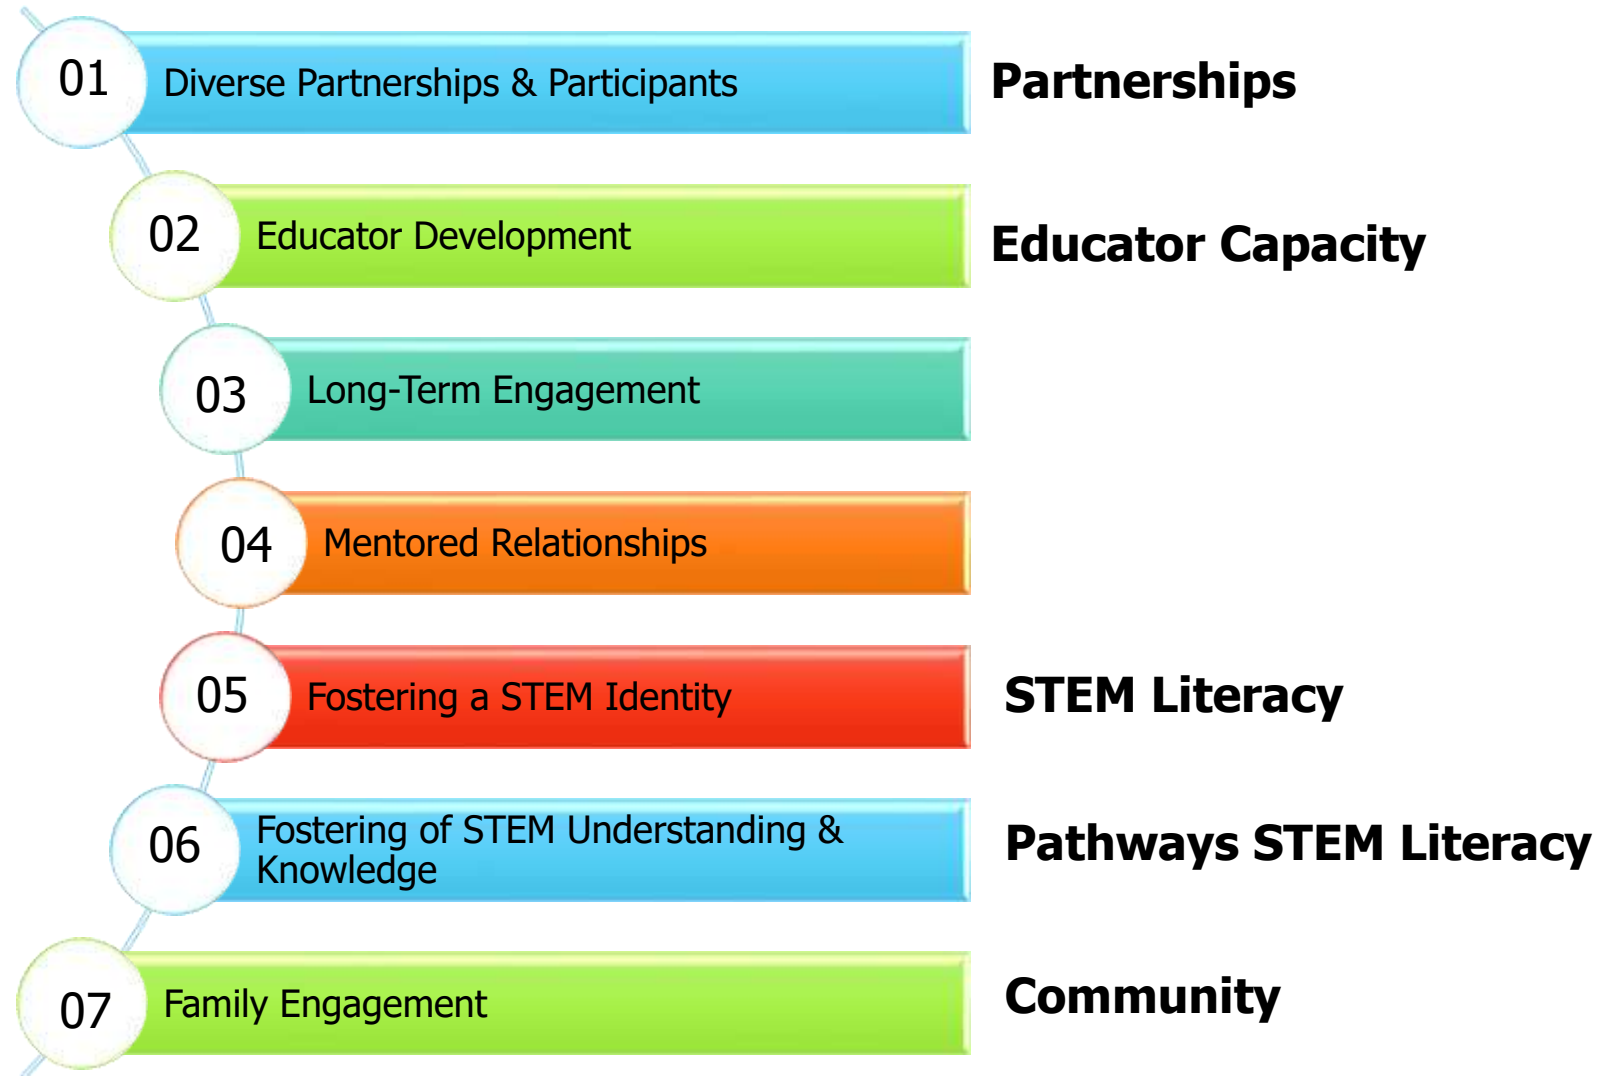 01 Diverse Partnerships & Participants Partnerships
02 Educator Development Educator Capacity
03 Long-Term Engagement
04 Mentored Relationships
05 Fostering a STEM Identity STEM Literacy
06 Fostering of STEM Understanding &
Knowledge Pathways STEM Literacy
07 Family Engagement Community